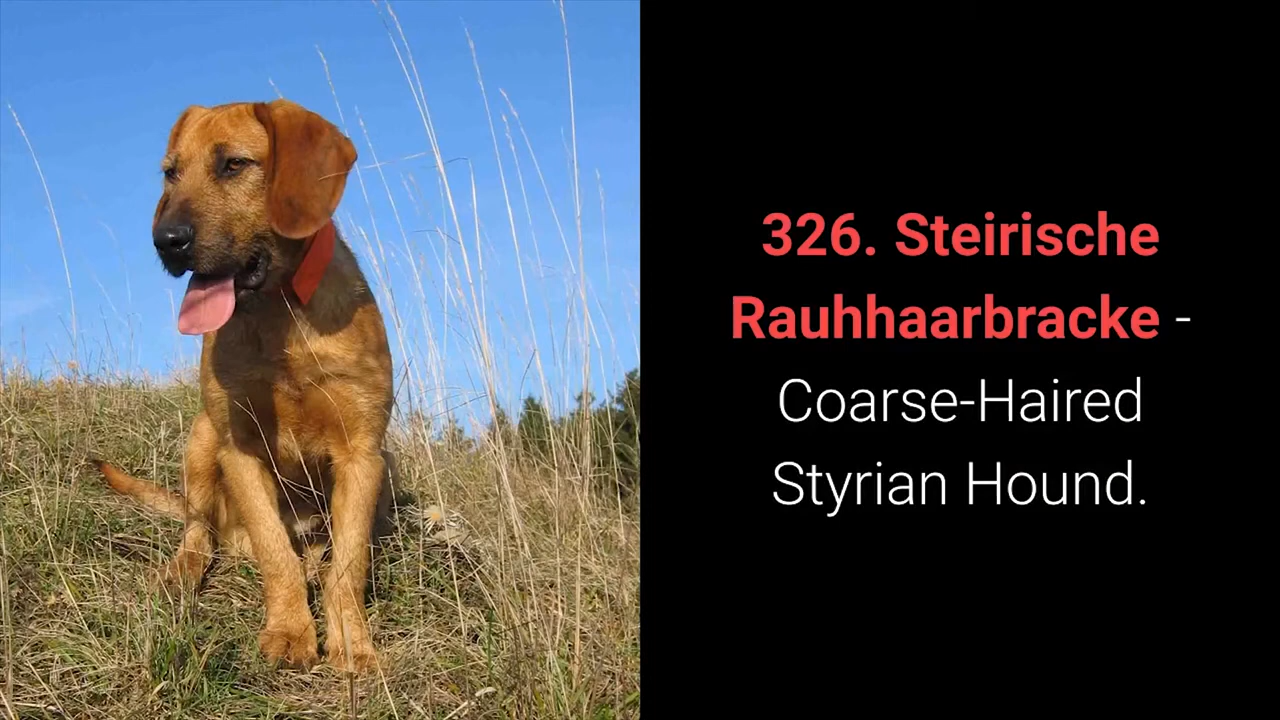 326. Steirische
Rauhhaarbracke -
Coarse-Haired
Styrian Hound.